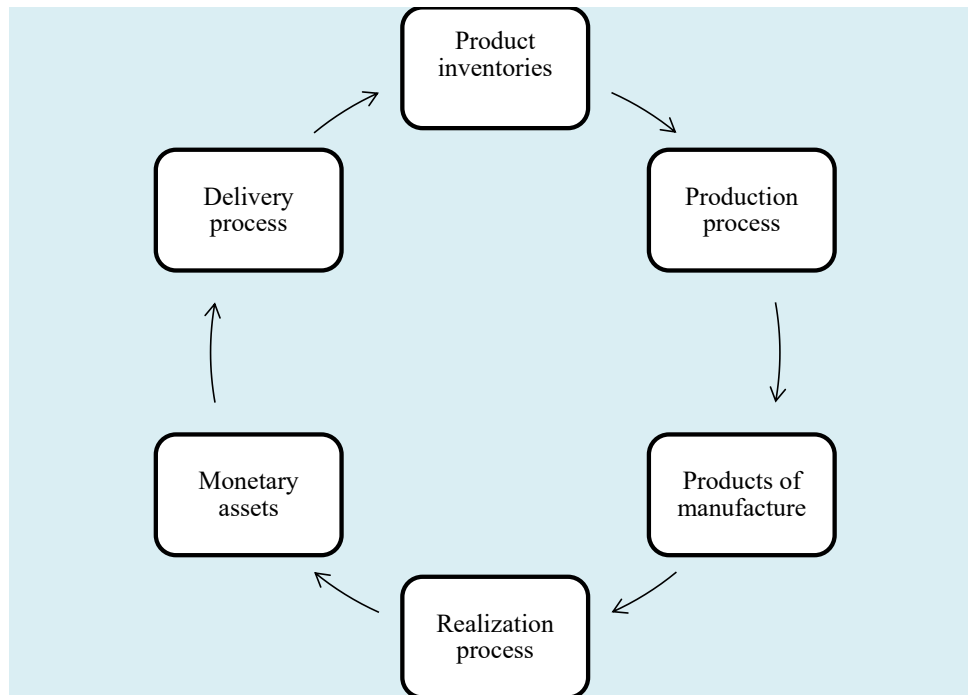 Product
inventories
Production
process
Products of
manufacture
Realization
process
Monetary
assets
Delivery
process